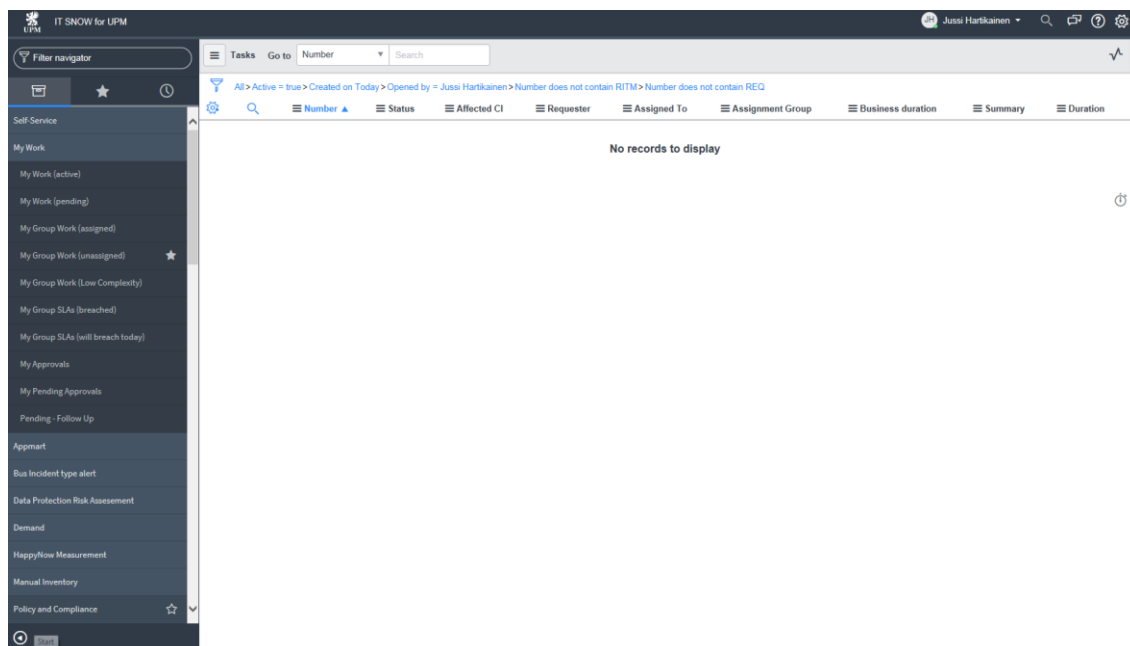 UPM
IT SNOW for UPM
JH Jussi Hartikainen
Filter navigator
Tasks Go to Number Search
All > Active = true > Created on Today > Opened by = Jussi Hartikainen > Number does not contain RITM > Number does not contain REQ
Number Status Affected CI Requester Assigned To Assignment Group Business duration Summary Duration
No records to display
Self-Service
My Work
My Work (active)
My Work (pending)
My Group Work (assigned)
My Group Work (unassigned)
My Group Work (Low Complexity)
My Group SLAs (breached)
My Group SLAs (will breach today)
My Approvals
My Pending Approvals
Pending - Follow Up
Appmart
Bus Incident type alert
Data Protection Risk Assesement
Demand
HappyNow Measurement
Manual Inventory
Policy and Compliance
Start